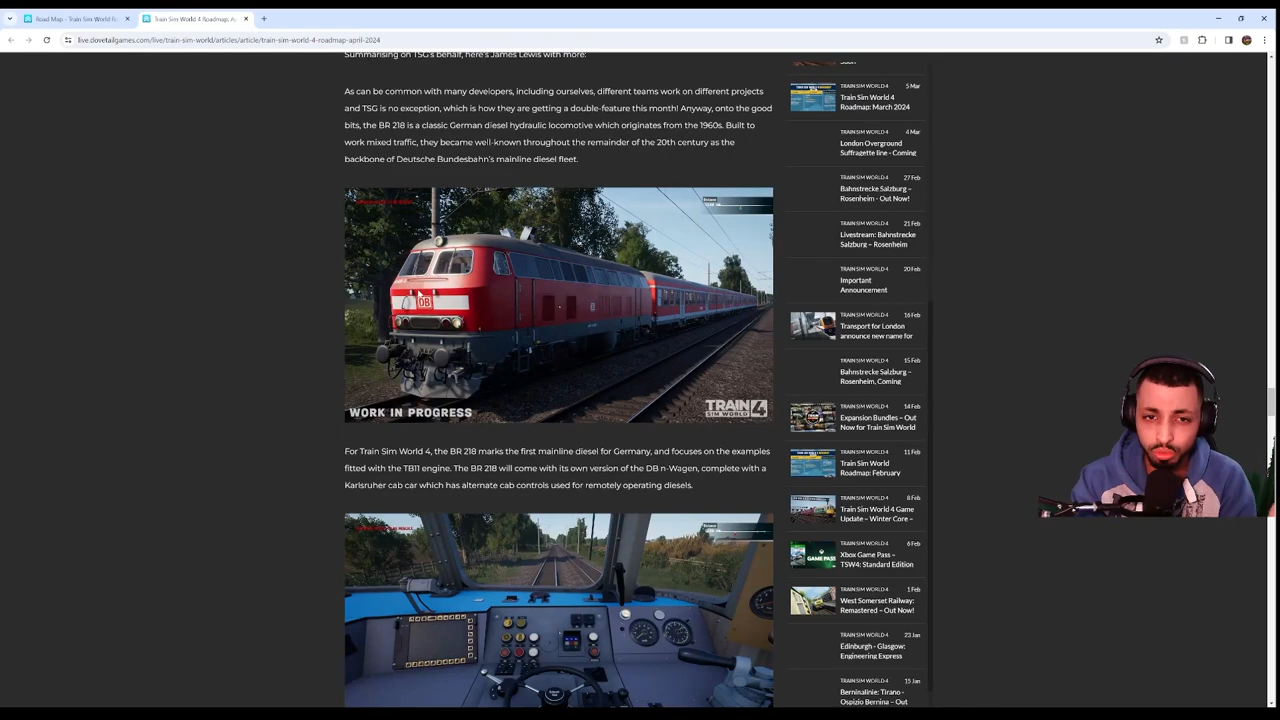 Road Map - Train Sim World Ro
Train Sim World 4 Roadmap: Ap
live.dovetailgames.com/live/train-sim-world/articles/article/train-sim-world-4-roadmap-april-2024
Summarising on TSG's behalf, here's James Lewis with more:
As can be common with many developers, including ourselves, different teams work on different projects
and TSG is no exception, which is how they are getting a double-feature this month! Anyway, onto the good
bits, the BR 218 is a classic German diesel hydraulic locomotive which originates from the 1960s. Built to
work mixed traffic, they became well-known throughout the remainder of the 20th century as the
backbone of Deutsche Bundesbahn's mainline diesel fleet.
DB
WORK IN PROGRESS
TRAIN SIM WORLD 4
For Train Sim World 4, the BR 218 marks the first mainline diesel for Germany, and focuses on the examples
fitted with the TB11 engine. The BR 218 will come with its own version of the DB n-Wagen, complete with a
Karlsruher cab car which has alternate cab controls used for remotely operating diesels.
Soon
TRAIN SIM WORLD 4 5 Mar
Train Sim World 4
Roadmap: March 2024
TRAIN SIM WORLD 4 4 Mar
London Overground
Suffragette line - Coming
TRAIN SIM WORLD 4 27 Feb
Bahnstrecke Salzburg –
Rosenheim - Out Now!
TRAIN SIM WORLD 4 21 Feb
Livestream: Bahnstrecke
Salzburg – Rosenheim
TRAIN SIM WORLD 4 20 Feb
Important
Announcement
TRAIN SIM WORLD 4 16 Feb
Transport for London
announce new name for
TRAIN SIM WORLD 4 15 Feb
Bahnstrecke Salzburg –
Rosenheim, Coming
TRAIN SIM WORLD 4 14 Feb
Expansion Bundles – Out
Now for Train Sim World
TRAIN SIM WORLD 4 11 Feb
Train Sim World
Roadmap: February
TRAIN SIM WORLD 4 8 Feb
Train Sim World 4 Game
Update – Winter Core –
TRAIN SIM WORLD 4 6 Feb
Xbox Game Pass –
TSW4: Standard Edition
GAME PASS
TRAIN SIM WORLD 4 1 Feb
West Somerset Railway:
Remastered – Out Now!
TRAIN SIM WORLD 4 23 Jan
Edinburgh - Glasgow:
Engineering Express
TRAIN SIM WORLD 4 15 Jan
Berninalinie: Tirano -
Ospizio Bernina – Out